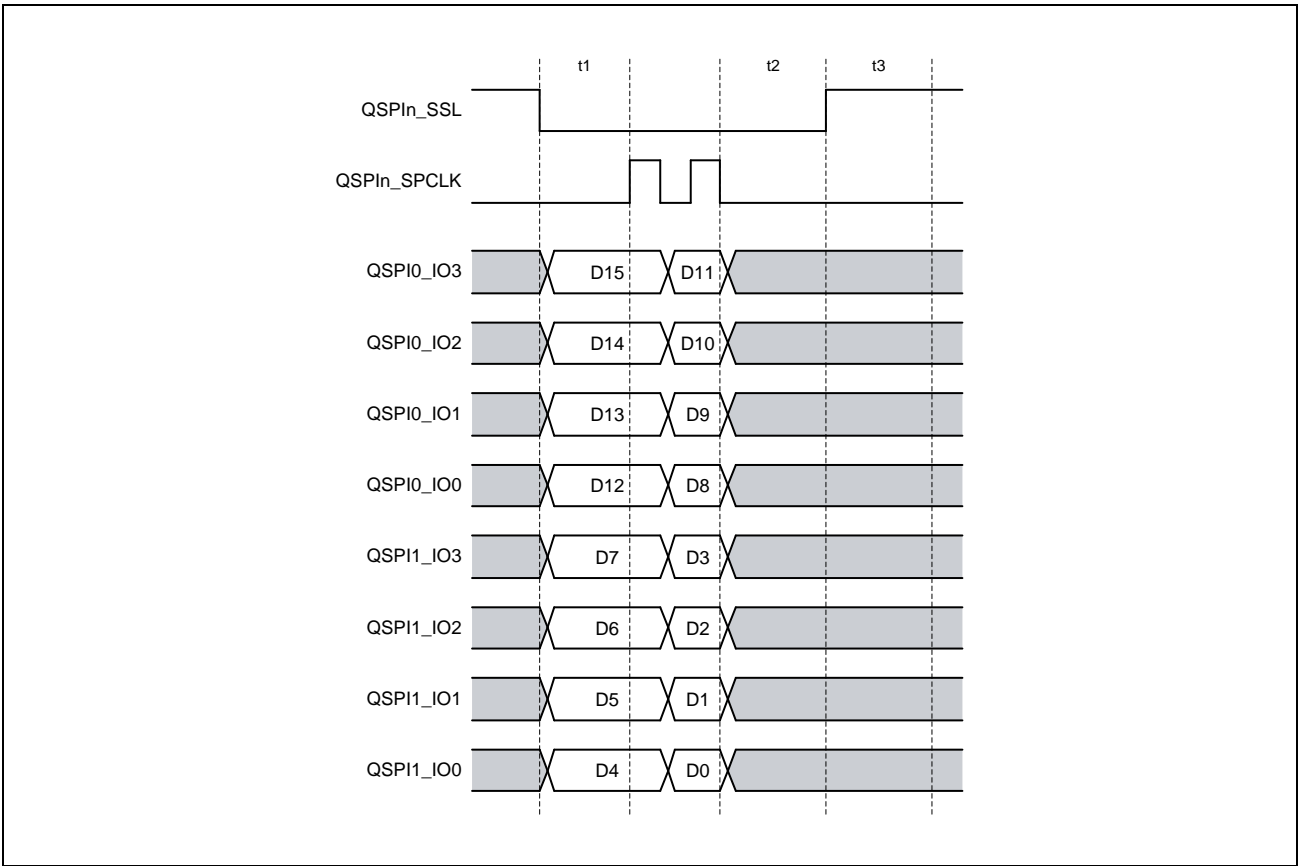 t1 t2 t3
QSPIn_SSL
QSPIn_SPCLK
QSPI0_IO3 D15 D11
QSPI0_IO2 D14 D10
QSPI0_IO1 D13 D9
QSPI0_IO0 D12 D8
QSPI1_IO3 D7 D3
QSPI1_IO2 D6 D2
QSPI1_IO1 D5 D1
QSPI1_IO0 D4 D0